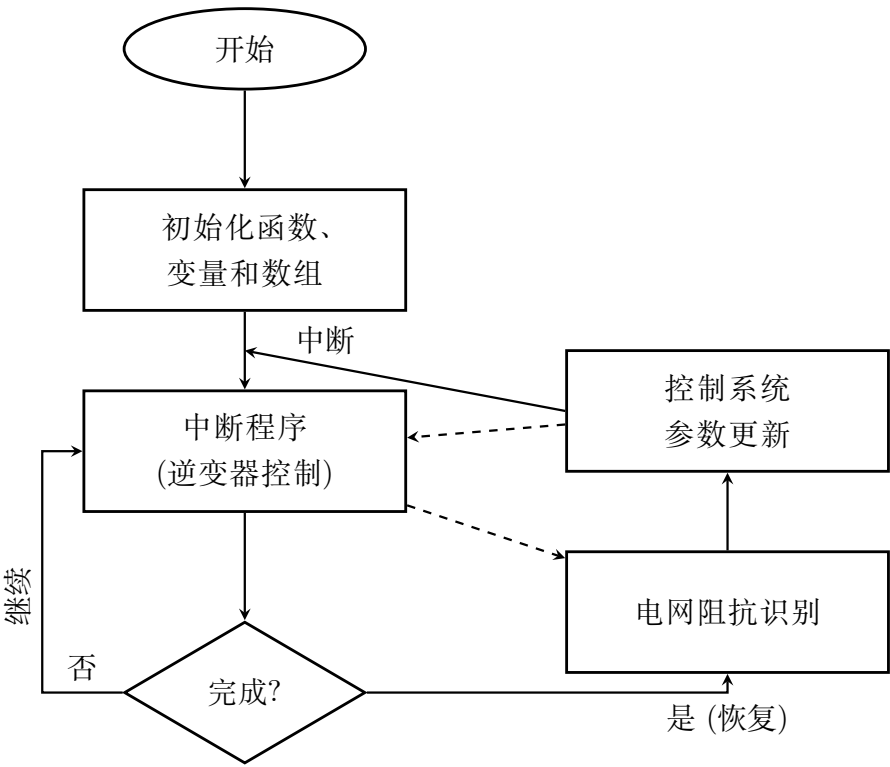 开始
初始化函数、
变量和数组
中断
控制系统
参数更新
中断程序
(逆变器控制)
继续
电网阻抗识别
否
完成?
是 (恢复)